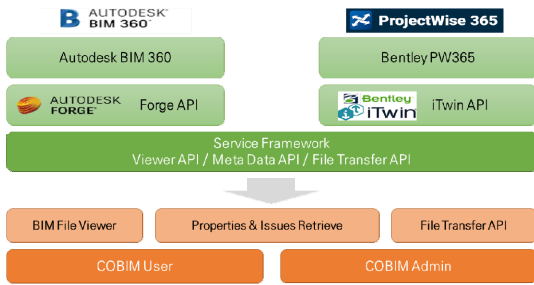 AUTODESK
BIM 360™
ProjectWise 365
Autodesk BIM 360
Bentley PW365
AUTODESK
FORGE®
Forge API
Bentley
iTwin
iTwin API
Service Framework
Viewer API / Meta Data API / File Transfer API
BIM File Viewer
Properties & Issues Retrieve
File Transfer API
COBIM User
COBIM Admin